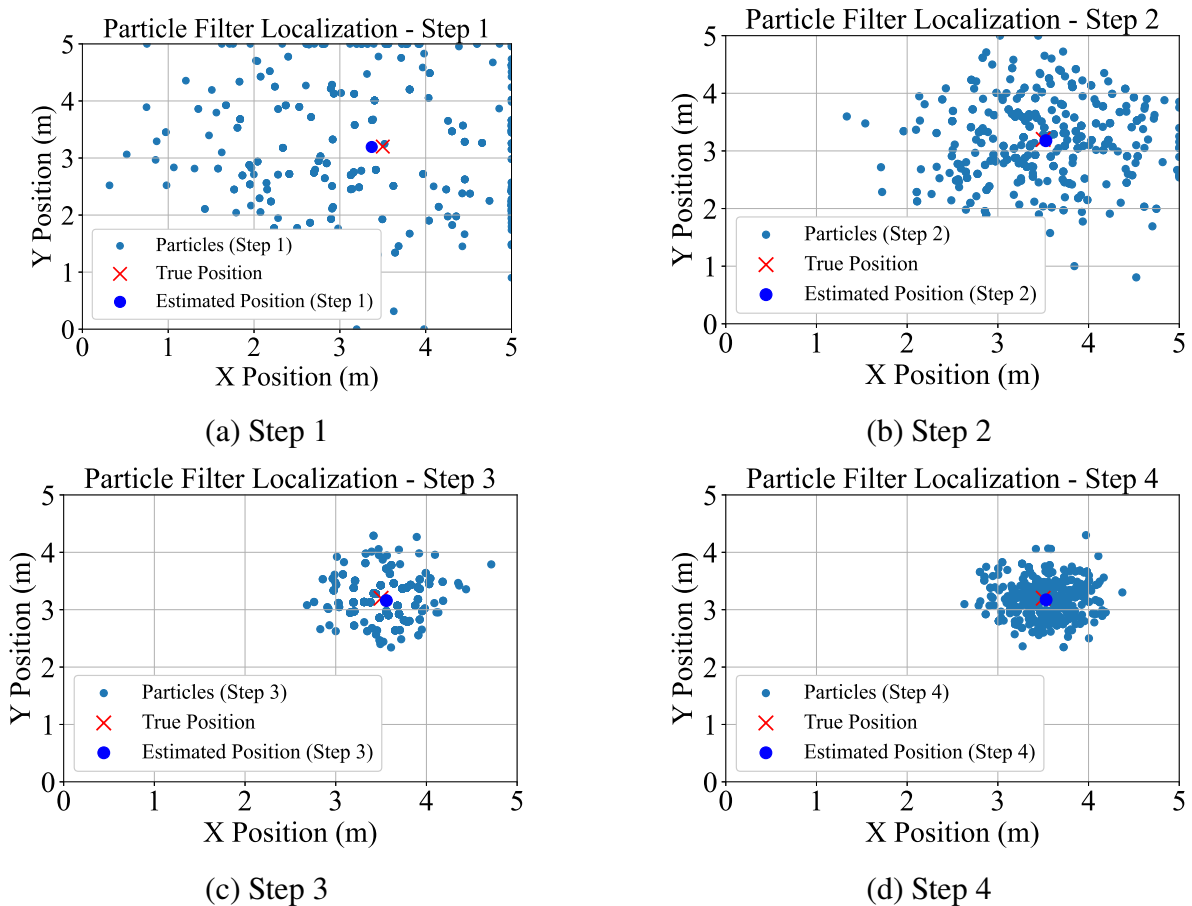 Particle Filter Localization - Step 1
Y Position (m)
5
4
3
2
1
0
Particles (Step 1)
True Position
Estimated Position (Step 1)
0 1 2 3 4 5
X Position (m)
(a) Step 1
Particle Filter Localization - Step 2
Y Position (m)
5
4
3
2
1
0
Particles (Step 2)
True Position
Estimated Position (Step 2)
0 1 2 3 4 5
X Position (m)
(b) Step 2
Particle Filter Localization - Step 3
Y Position (m)
5
4
3
2
1
0
Particles (Step 3)
True Position
Estimated Position (Step 3)
0 1 2 3 4 5
X Position (m)
(c) Step 3
Particle Filter Localization - Step 4
Y Position (m)
5
4
3
2
1
0
Particles (Step 4)
True Position
Estimated Position (Step 4)
0 1 2 3 4 5
X Position (m)
(d) Step 4